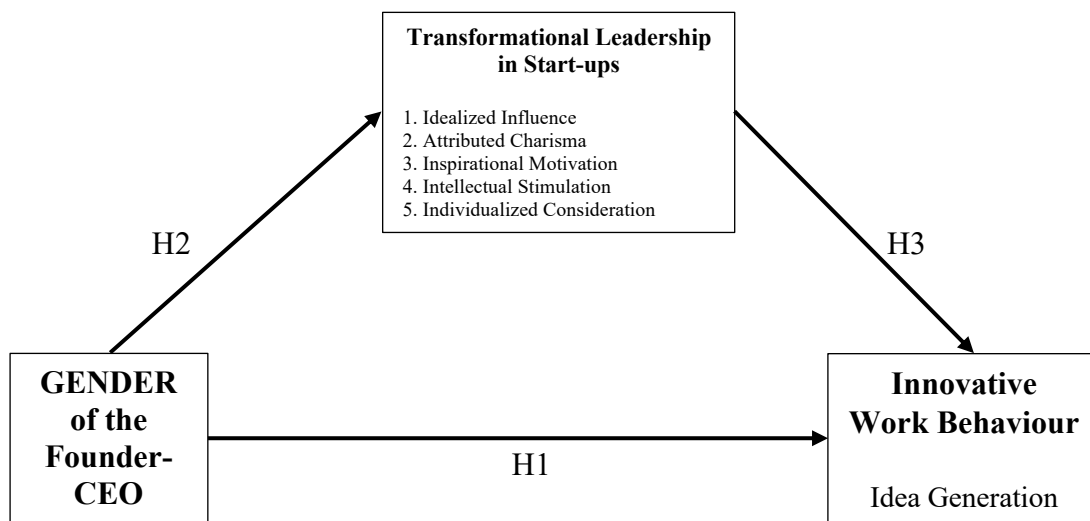 Transformational Leadership
in Start-ups
1. Idealized Influence
2. Attributed Charisma
3. Inspirational Motivation
4. Intellectual Stimulation
5. Individualized Consideration
H2
H3
GENDER
of the
Founder-
CEO
H1
Innovative
Work Behaviour
Idea Generation